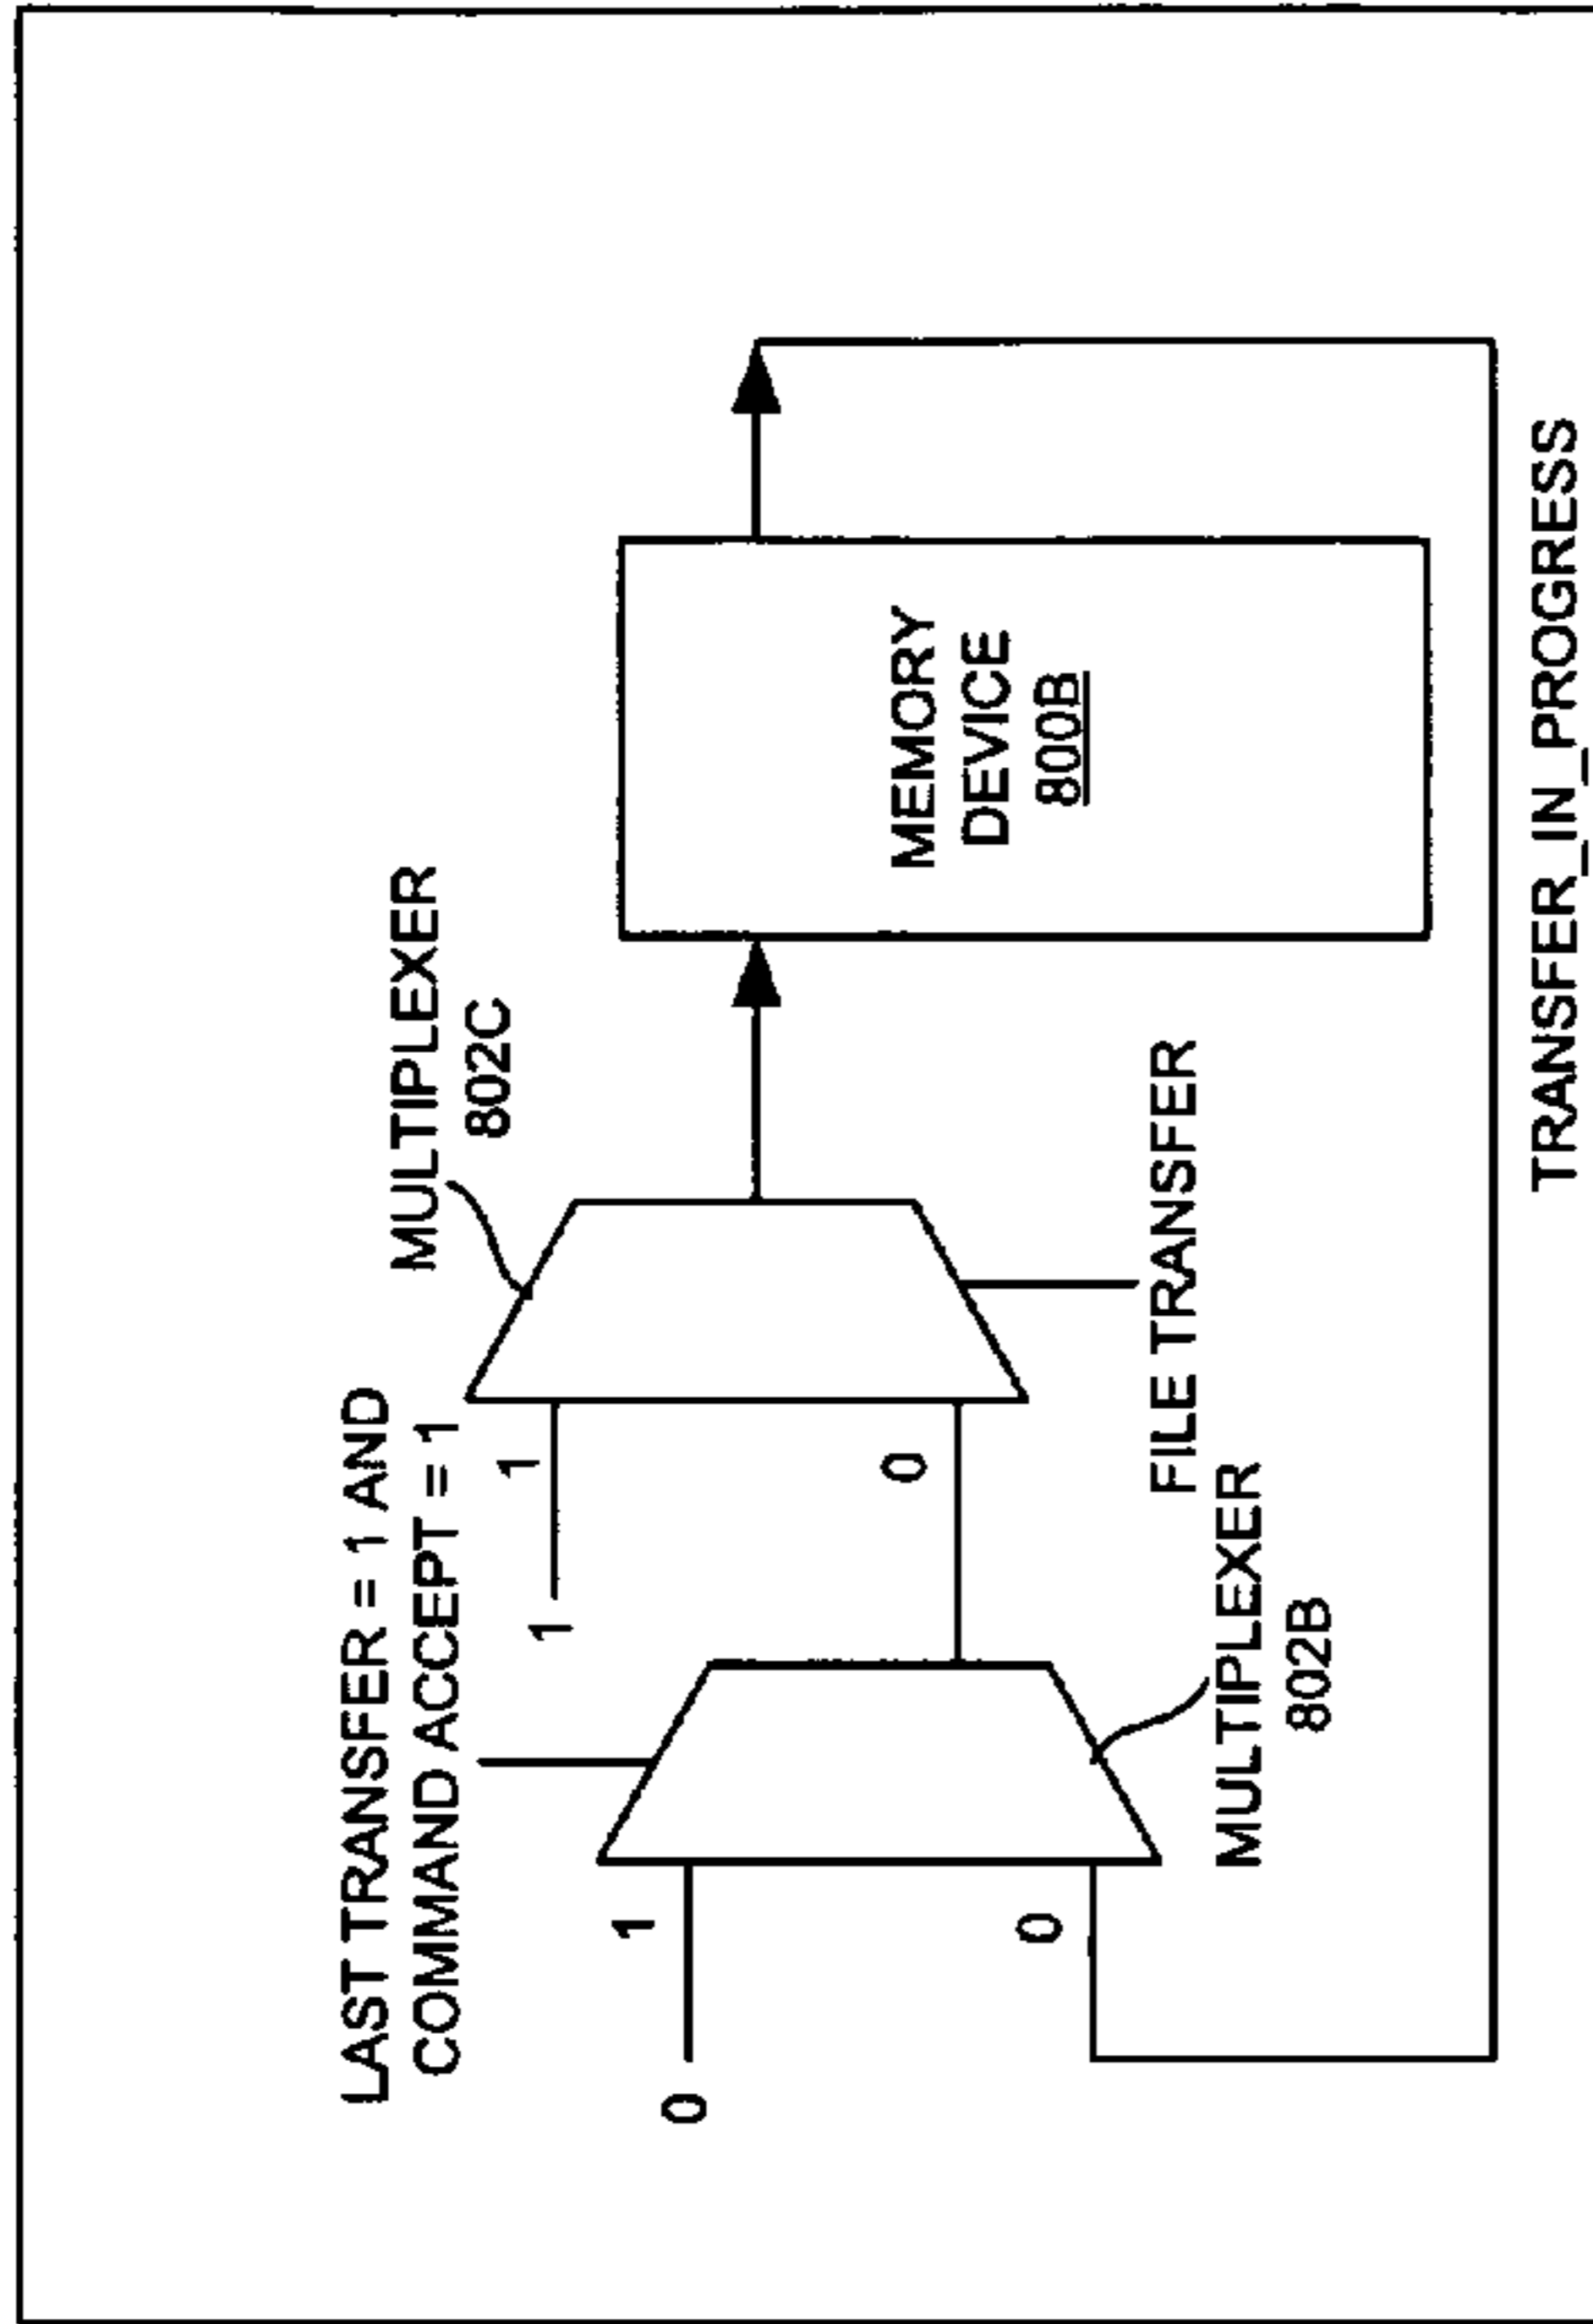 LAST TRANSFER = 1 AND
COMMAND ACCEPT = 1
MULTIPLEXER
802C
1
1
0
1
0
0
MEMORY
DEVICE
800B
FILE TRANSFER
MULTIPLEXER
802B
TRANSFER_IN_PROGRESS